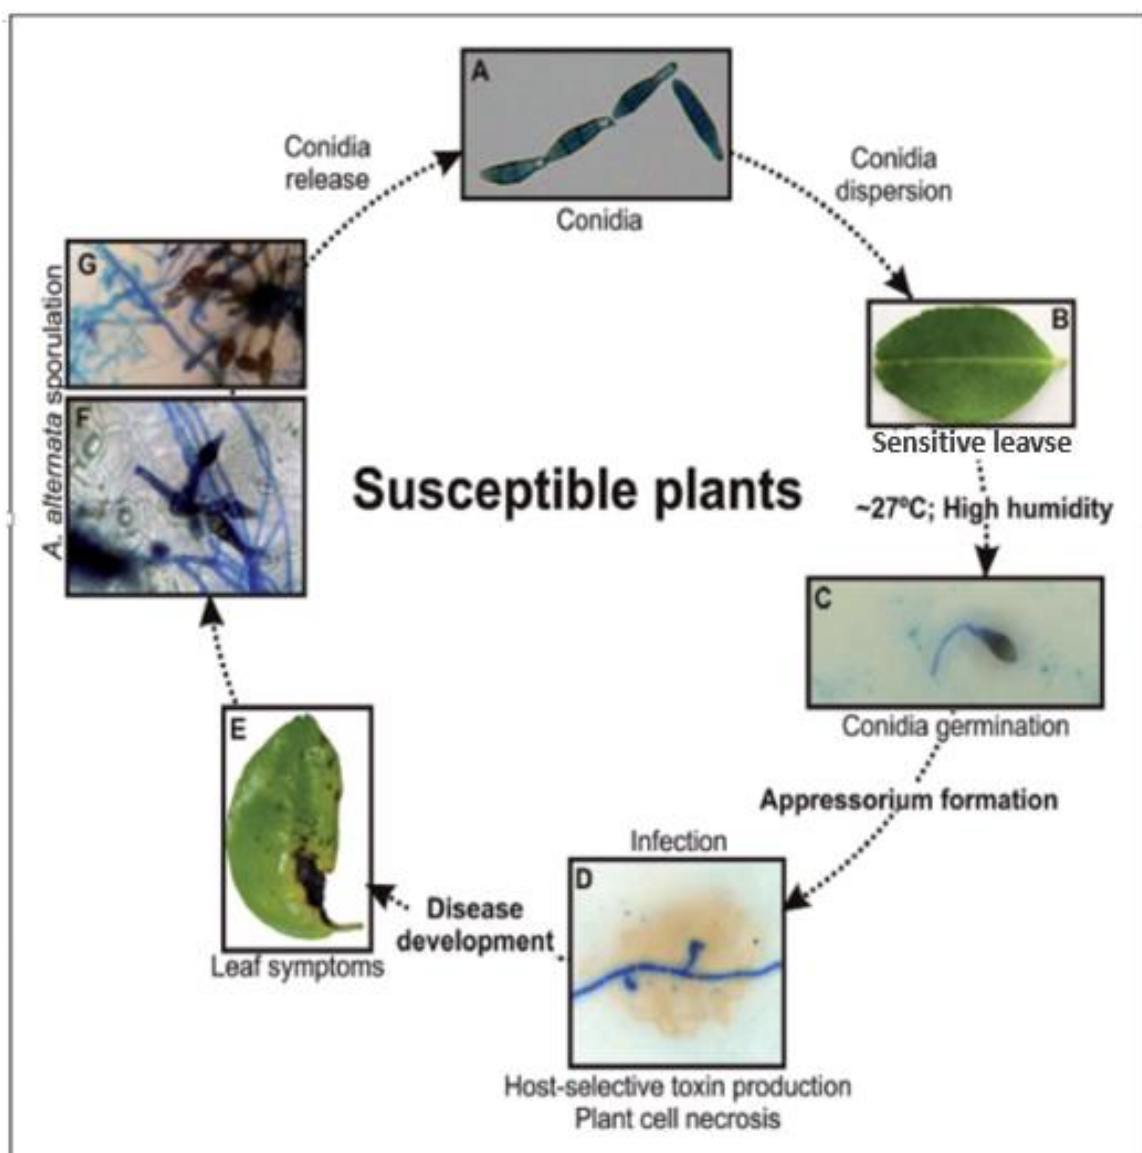 A
Conidia
Conidia
release
Conidia
dispersion
G
B
Sensitive leavse
~27ºC; High humidity
F
A. alternata sporulation
Susceptible plants
C
Conidia germination
Appressorium formation
Infection
D
Host-selective toxin production
Plant cell necrosis
Disease
development
E
Leaf symptoms